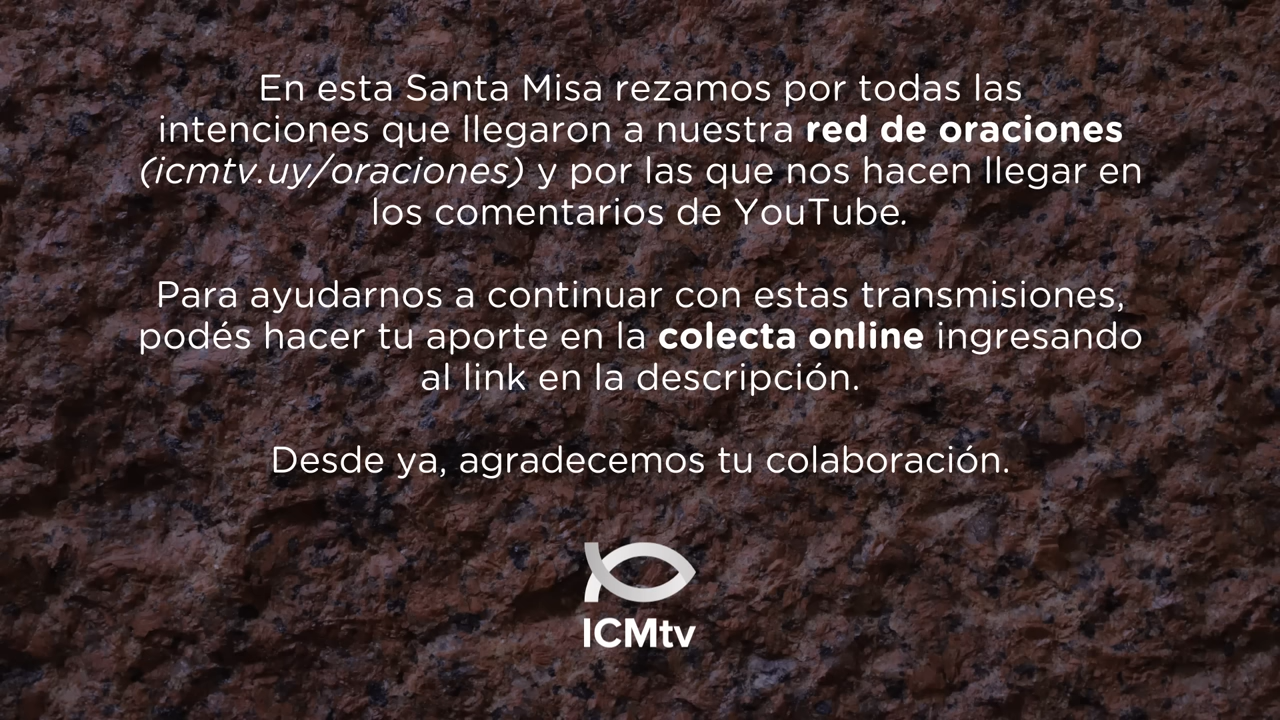 En esta Santa Misa rezamos por todas las
intenciones que llegaron a nuestra red de oraciones
(icmtv.uy/oraciones) y por las que nos hacen llegar en
los comentarios de YouTube.
Para ayudarnos a continuar con estas transmisiones,
podés hacer tu aporte en la colecta online ingresando
al link en la descripción.
Desde ya, agradecemos tu colaboración.
ICMtv